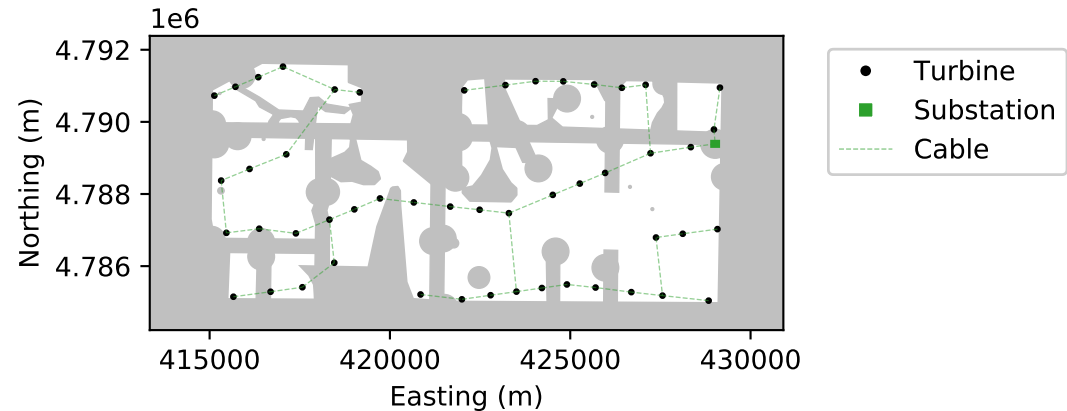 1e6
4.792
4.790
4.788
4.786
Northing (m)
415000 420000 425000 430000
Easting (m)
Turbine
Substation
Cable